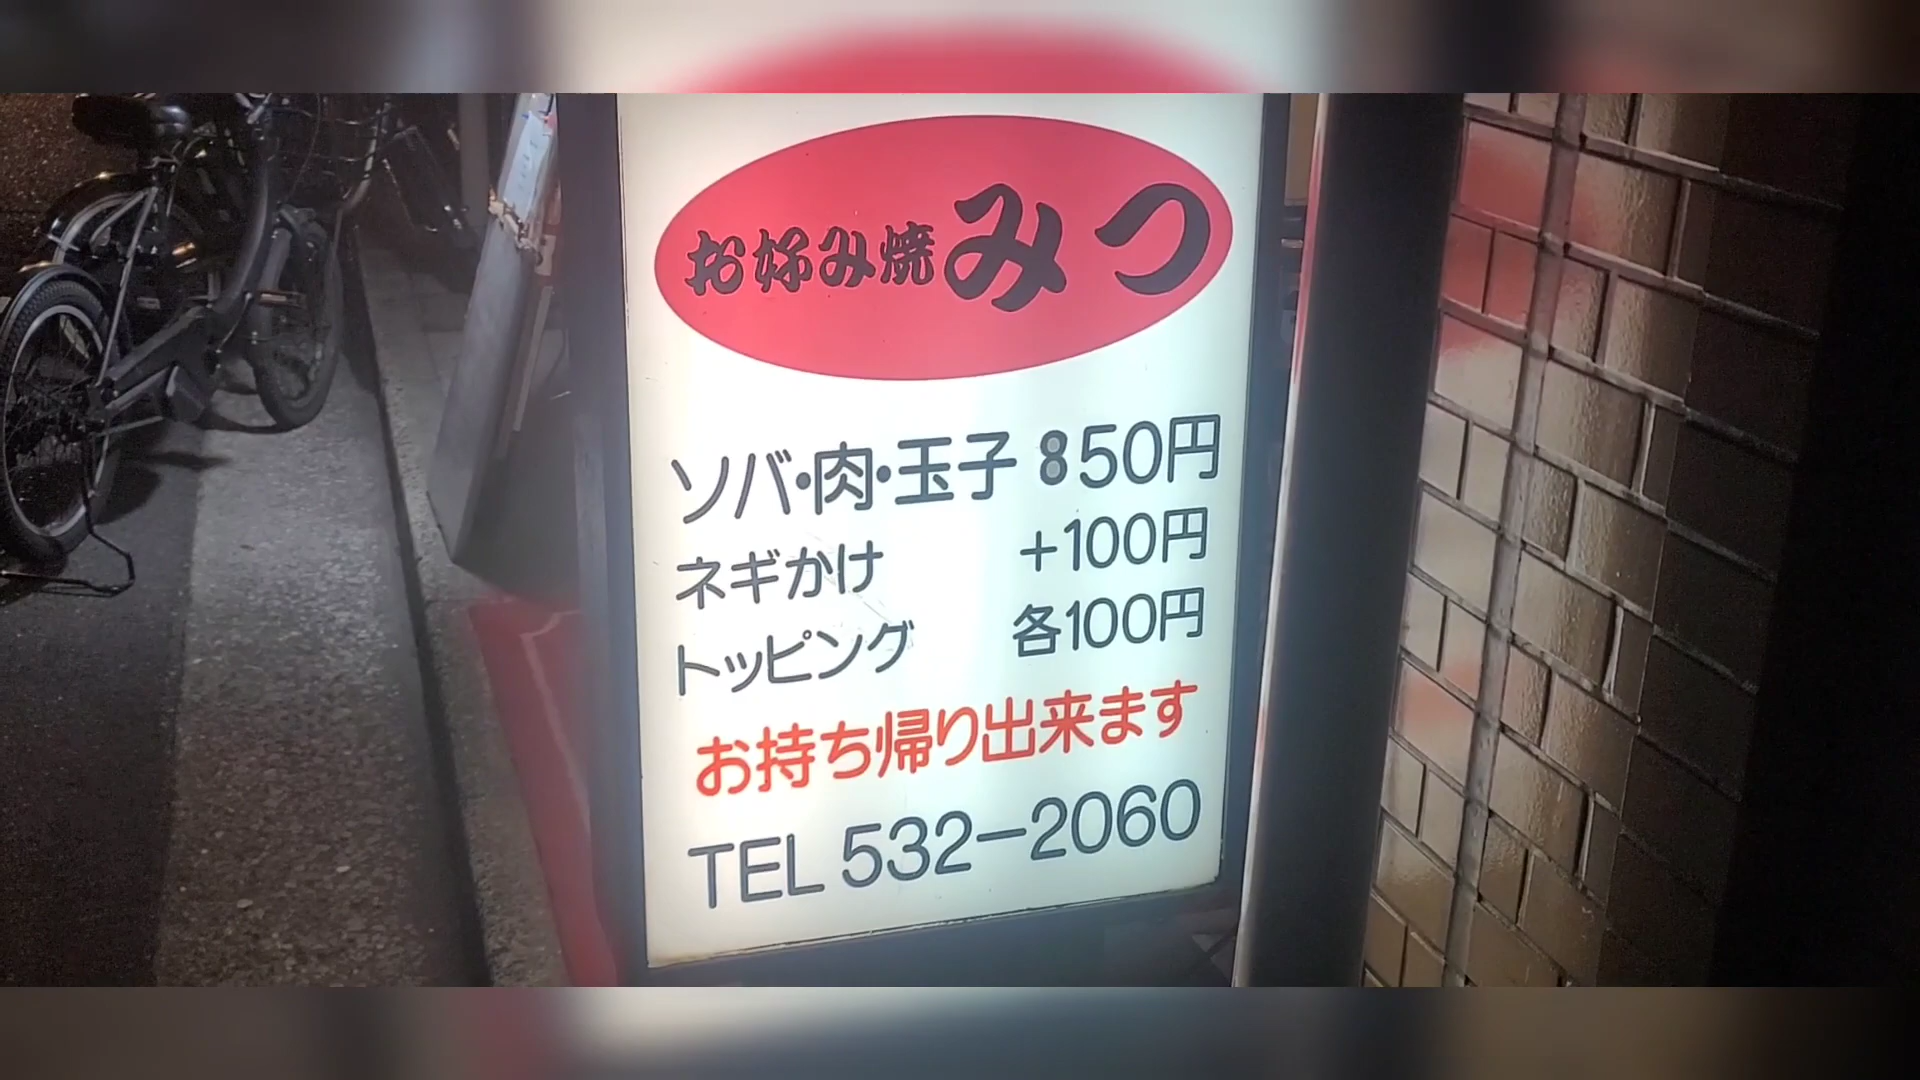 お好み焼 みつ
ソバ・肉・玉子 850円
ネギかけ +100円
トッピング 各100円
お持ち帰り出来ます
TEL 532-2060